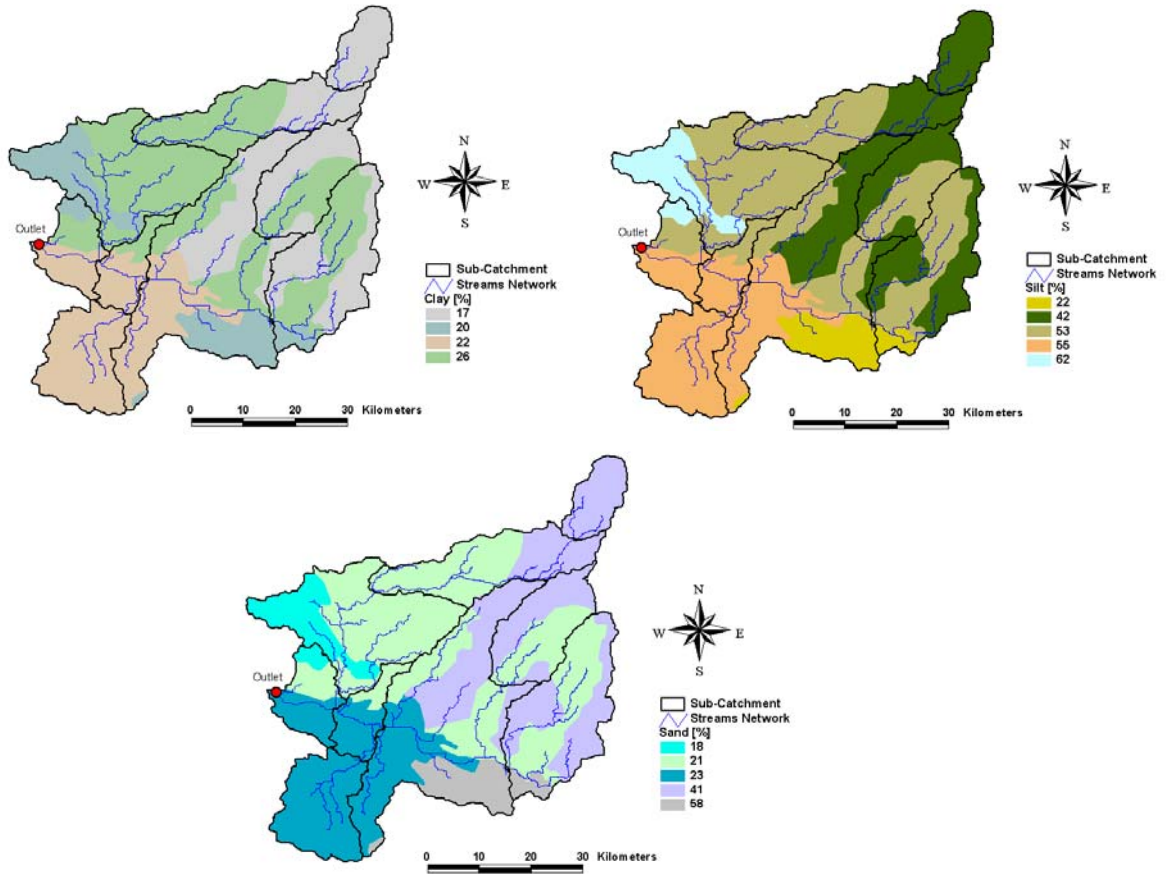 N
W E
S
Outlet
Sub-Catchment
Streams Network
Clay [%]
17
20
22
26
0 10 20 30 Kilometers
N
W E
S
Outlet
Sub-Catchment
Streams Network
Silt [%]
22
42
53
55
62
0 10 20 30 Kilometers
N
W E
S
Outlet
Sub-Catchment
Streams Network
Sand [%]
18
21
23
41
58
0 10 20 30 Kilometers